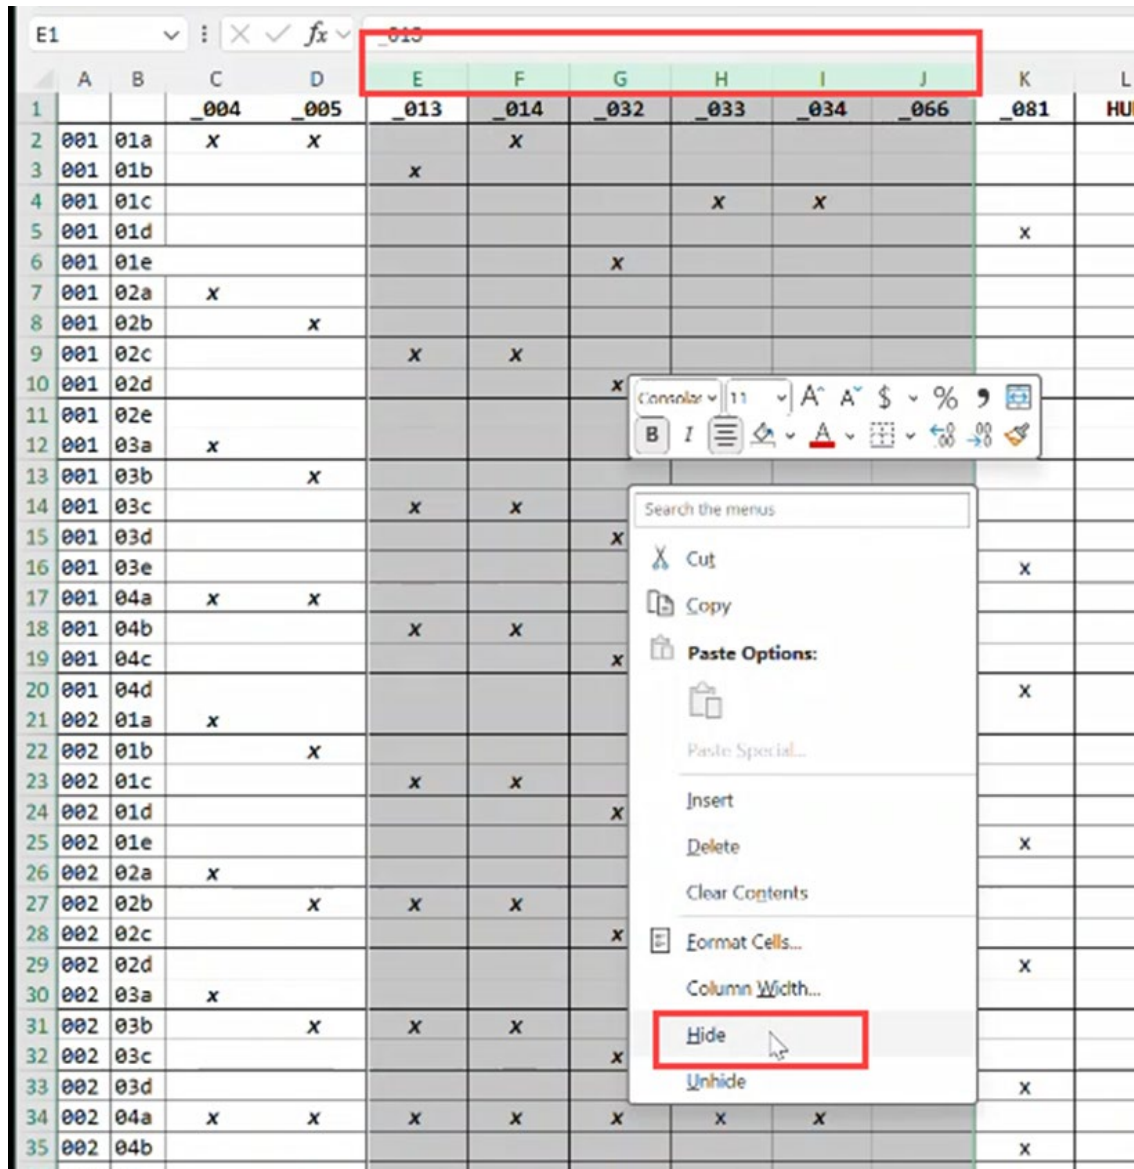 E1 fx _013
A B C D E F G H I J K L
1 _004 _005 _013 _014 _032 _033 _034 _066 _081
2 001 01a x x x
3 001 01b x
4 001 01c x x
5 001 01d x
6 001 01e x
7 001 02a x
8 001 02b x
9 001 02c x x
10 001 02d x Consolas 11 A A $ % 9
11 001 02e B I A .00 .00
12 001 03a x
13 001 03b x
14 001 03c x x Search the menus
15 001 03d x
16 001 03e Cut x
17 001 04a x x Copy
18 001 04b x x
19 001 04c x Paste Options:
20 001 04d x
21 002 01a x
22 002 01b x Paste Special...
23 002 01c x x
24 002 01d x Insert
25 002 01e Delete x
26 002 02a x
27 002 02b x x x Clear Contents
28 002 02c x Format Cells...
29 002 02d x
30 002 03a x Column Width...
31 002 03b x x x Hide
32 002 03c x
33 002 03d Unhide x
34 002 04a x x x x x x x
35 002 04b x